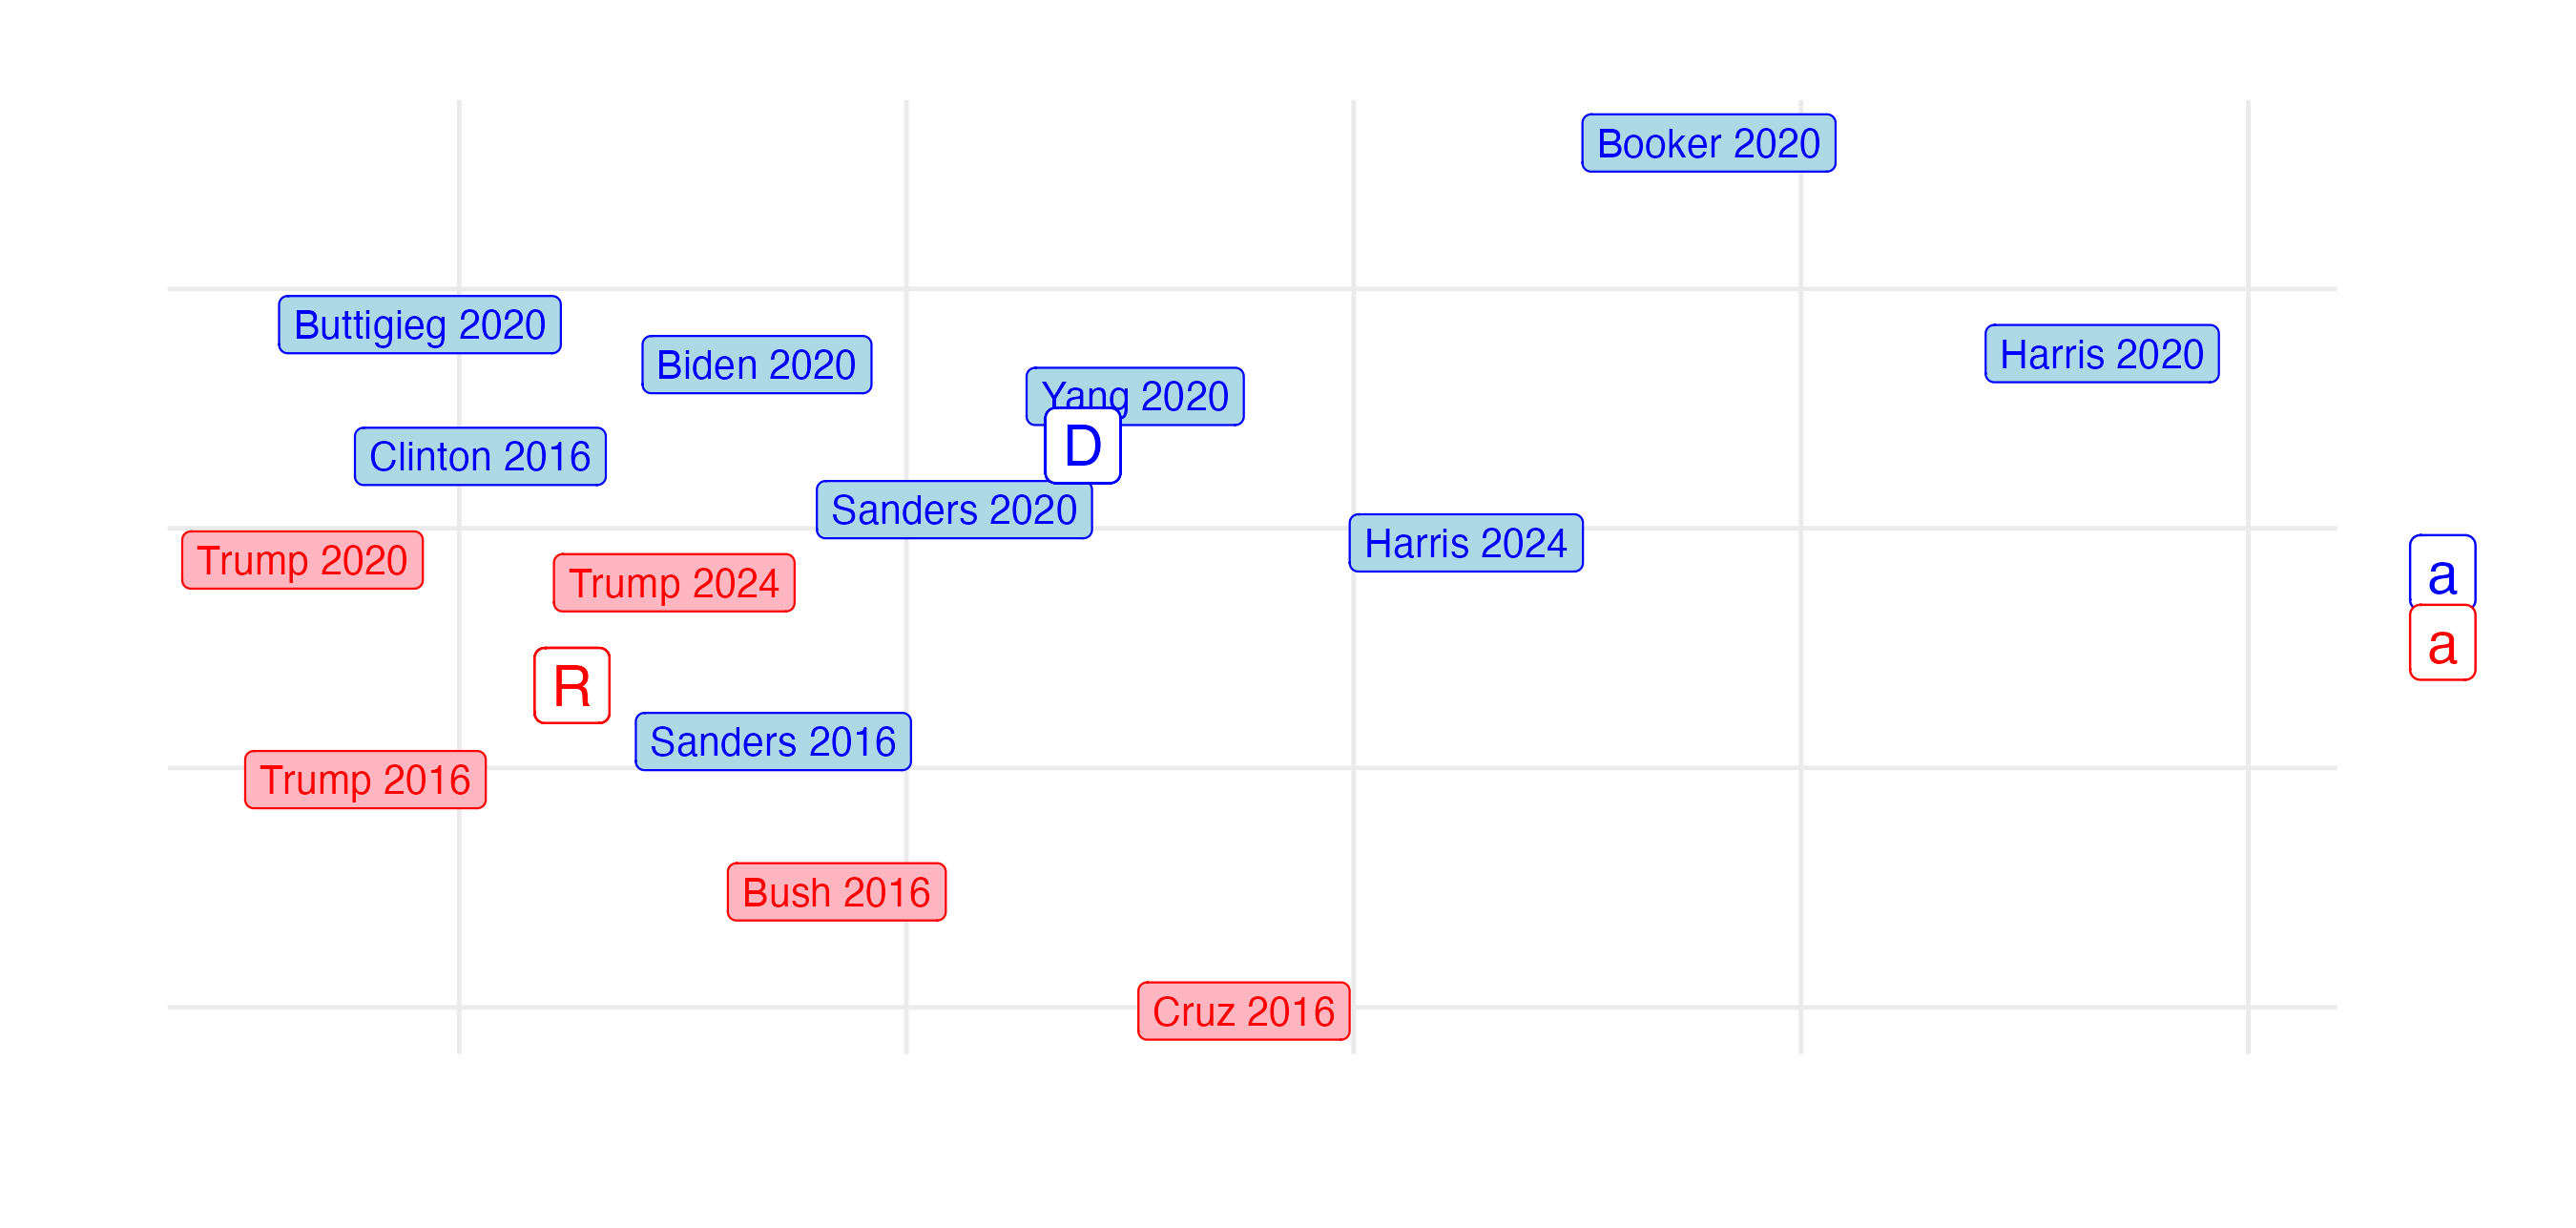 Booker 2020
Buttigieg 2020
Harris 2020
Biden 2020
Yang 2020
D
Clinton 2016
Sanders 2020
Harris 2024
Trump 2020
Trump 2024
a
a
R
Sanders 2016
Trump 2016
Bush 2016
Cruz 2016